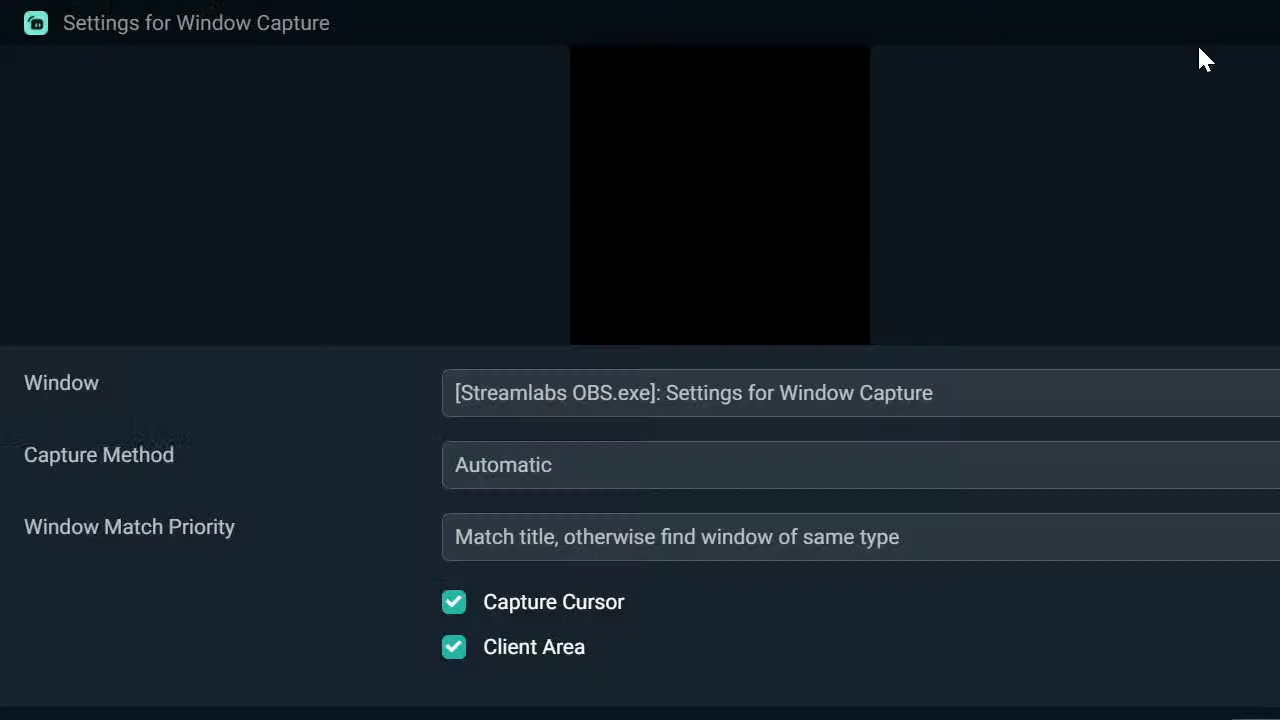 Settings for Window Capture
Window
[Streamlabs OBS.exe]: Settings for Window Capture
Capture Method
Automatic
Window Match Priority
Match title, otherwise find window of same type
Capture Cursor
Client Area